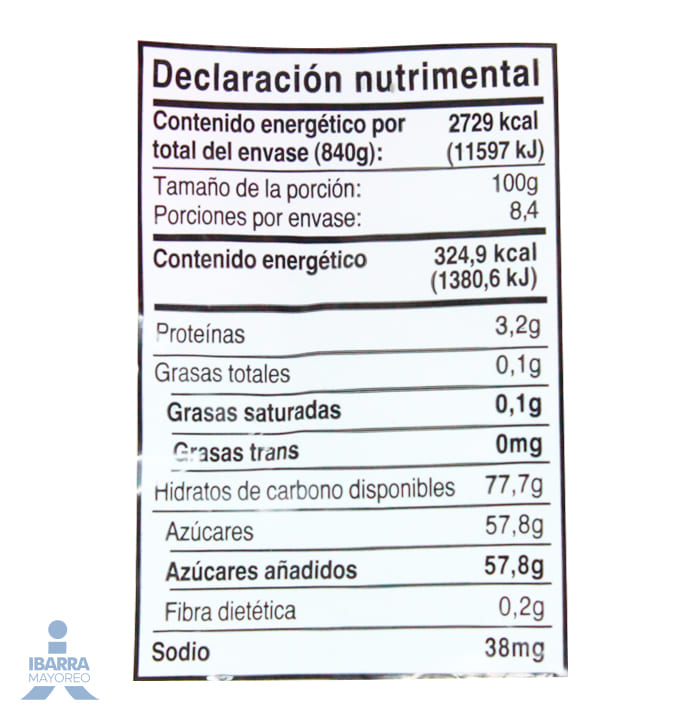 Declaración nutrimental
Contenido energético por 2729 kcal
total del envase (840g): (11597 kJ)
Tamaño de la porción: 100g
Porciones por envase: 8,4
Contenido energético 324,9 kcal
(1380,6 kJ)
Proteínas 3,2g
Grasas totales 0,1g
Grasas saturadas 0,1g
Grasas trans 0mg
Hidratos de carbono disponibles 77,7g
Azúcares 57,8g
Azúcares añadidos 57,8g
Fibra dietética 0,2g
Sodio 38mg
IBARRA
MAYOREO